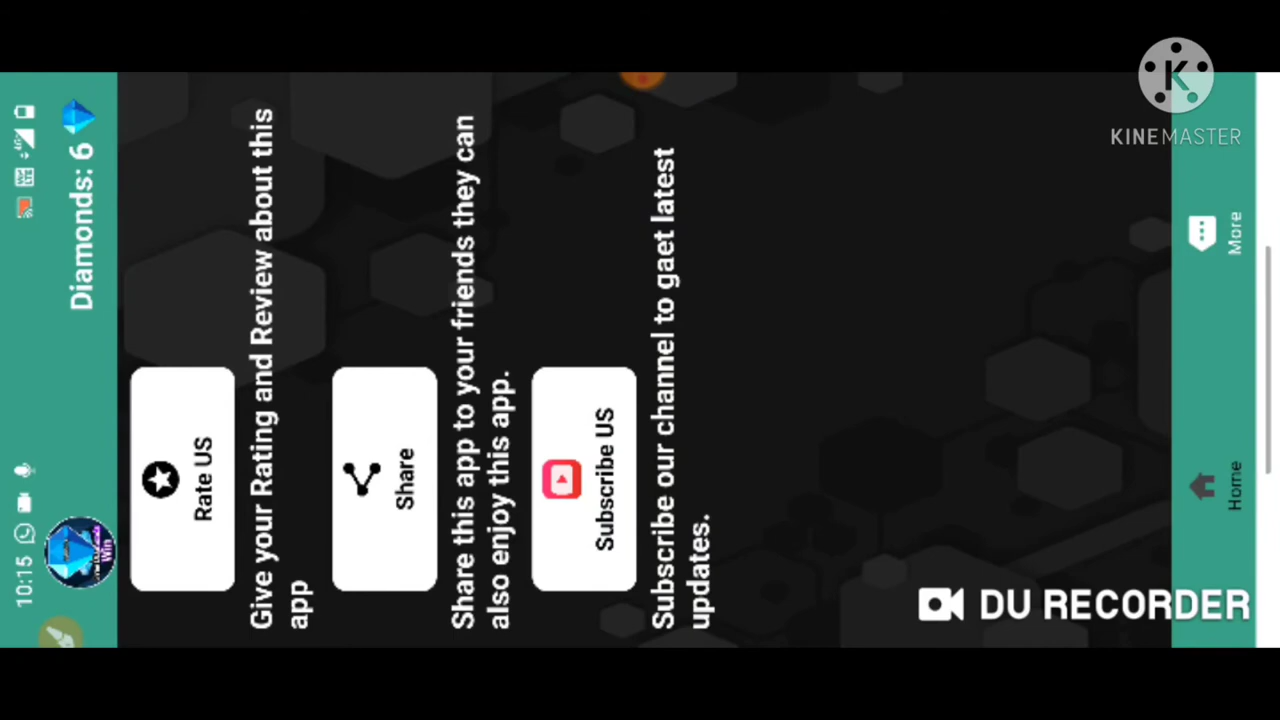 10:15
Diamonds: 6
Win
Rate US
Give your Rating and Review about this
app
Share
Share this app to your friends they can
also enjoy this app.
Subscribe US
Subscribe our channel to gaet latest
updates.
Home
More
KINEMASTER
DU RECORDER